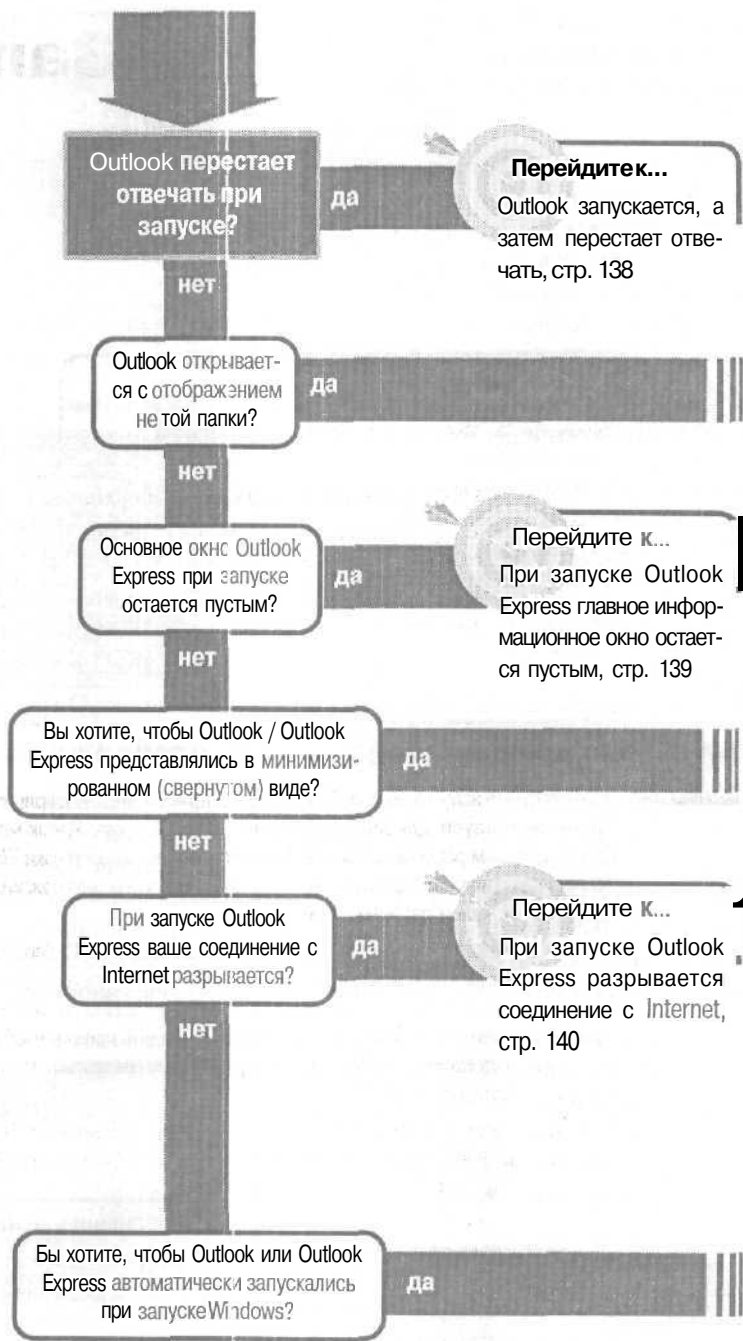 Outlook перестает
отвечать при
запуске?
да
Перейдите к...
Outlook запускается, а
затем перестает отве-
чать, стр. 138
нет
Outlook открывает-
ся с отображением
не той папки?
да
нет
Основное окно Outlook
Express при запуске
остается пустым?
да
Перейдите к...
При запуске Outlook
Express главное инфор-
мационное окно остает-
ся пустым, стр. 139
нет
Вы хотите, чтобы Outlook / Outlook
Express представлялись в минимизи-
рованном (свернутом) виде?
да
нет
При запуске Outlook
Express ваше соединение с
Internet разрывается?
да
Перейдите к...
При запуске Outlook
Express разрывается
соединение с Internet,
стр. 140
нет
Бы хотите, чтобы Outlook или Outlook
Express автоматически запускались
при запуске Windows?
да